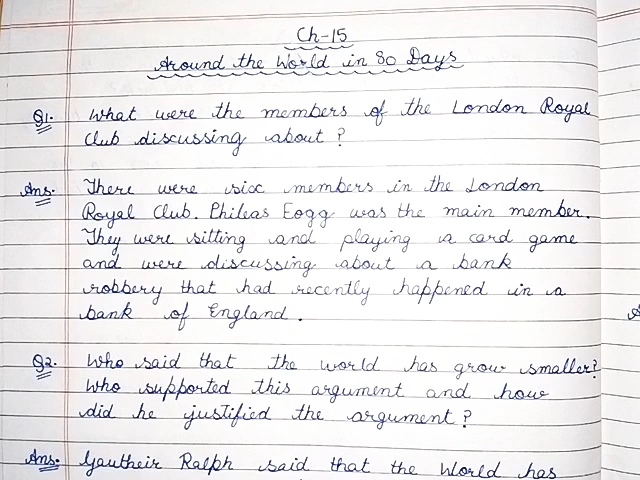 Ch-15
Around the World in 80 Days
Q1. What were the members of the London Royal
Club discussing about?
Ans. There were six members in the London
Royal Club. Phileas Eogg was the main member.
They were sitting and playing a card game
and were discussing about a bank
robbery that had recently happened in a
bank of England.
Q2. Who said that the world has grow smaller?
Who supported this argument and how
did he justified the argument?
Ans. Gautheir Ralph said that the World has